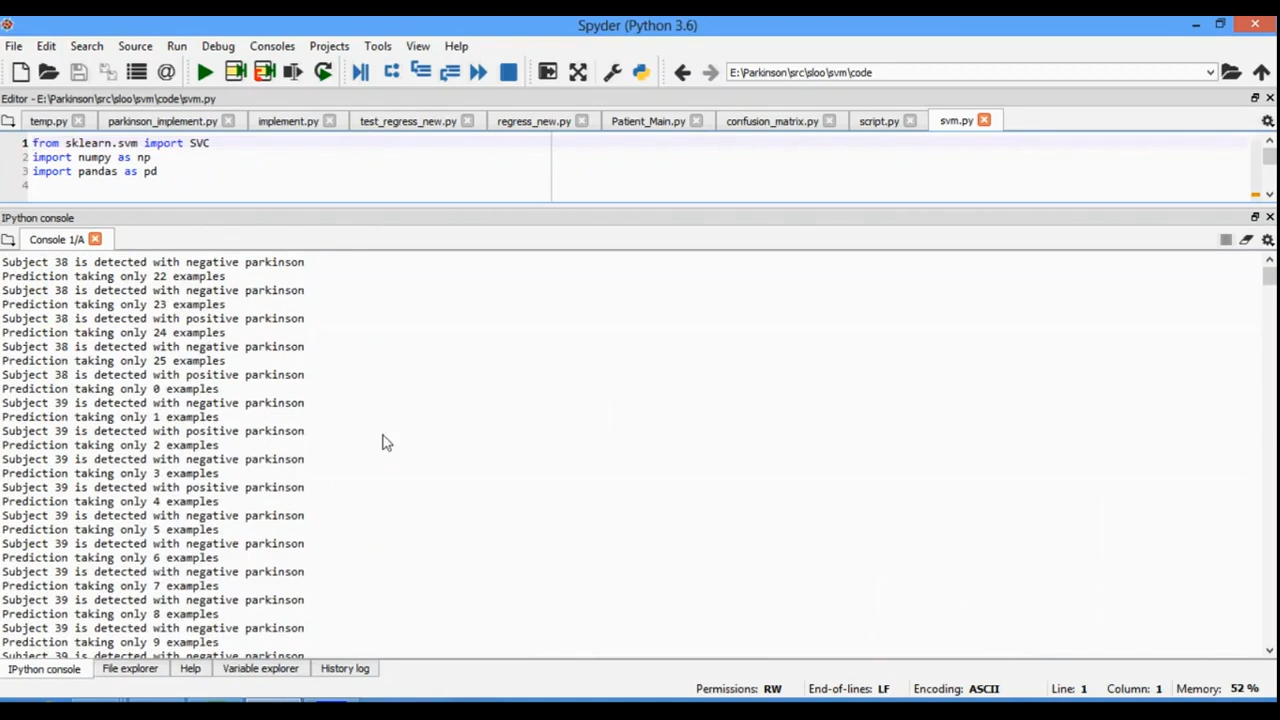 Spyder (Python 3.6)
File Edit Search Source Run Debug Consoles Projects Tools View Help
E:\Parkinson\src\sloo\svm\code
Editor - E:\Parkinson\src\sloo\svm\code\svm.py
temp.py parkinson_implement.py implement.py test_regress_new.py regress_new.py Patient_Main.py confusion_matrix.py script.py svm.py
1 from sklearn.svm import SVC
2 import numpy as np
3 import pandas as pd
4
IPython console
Console 1/A
Subject 38 is detected with negative parkinson
Prediction taking only 22 examples
Subject 38 is detected with negative parkinson
Prediction taking only 23 examples
Subject 38 is detected with positive parkinson
Prediction taking only 24 examples
Subject 38 is detected with negative parkinson
Prediction taking only 25 examples
Subject 38 is detected with positive parkinson
Prediction taking only 0 examples
Subject 39 is detected with negative parkinson
Prediction taking only 1 examples
Subject 39 is detected with positive parkinson
Prediction taking only 2 examples
Subject 39 is detected with negative parkinson
Prediction taking only 3 examples
Subject 39 is detected with positive parkinson
Prediction taking only 4 examples
Subject 39 is detected with negative parkinson
Prediction taking only 5 examples
Subject 39 is detected with negative parkinson
Prediction taking only 6 examples
Subject 39 is detected with negative parkinson
Prediction taking only 7 examples
Subject 39 is detected with negative parkinson
Prediction taking only 8 examples
Subject 39 is detected with negative parkinson
Prediction taking only 9 examples
Subject 39 is detected with negative parkinson
IPython console File explorer Help Variable explorer History log
Permissions: RW End-of-lines: LF Encoding: ASCII Line: 1 Column: 1 Memory: 52 %